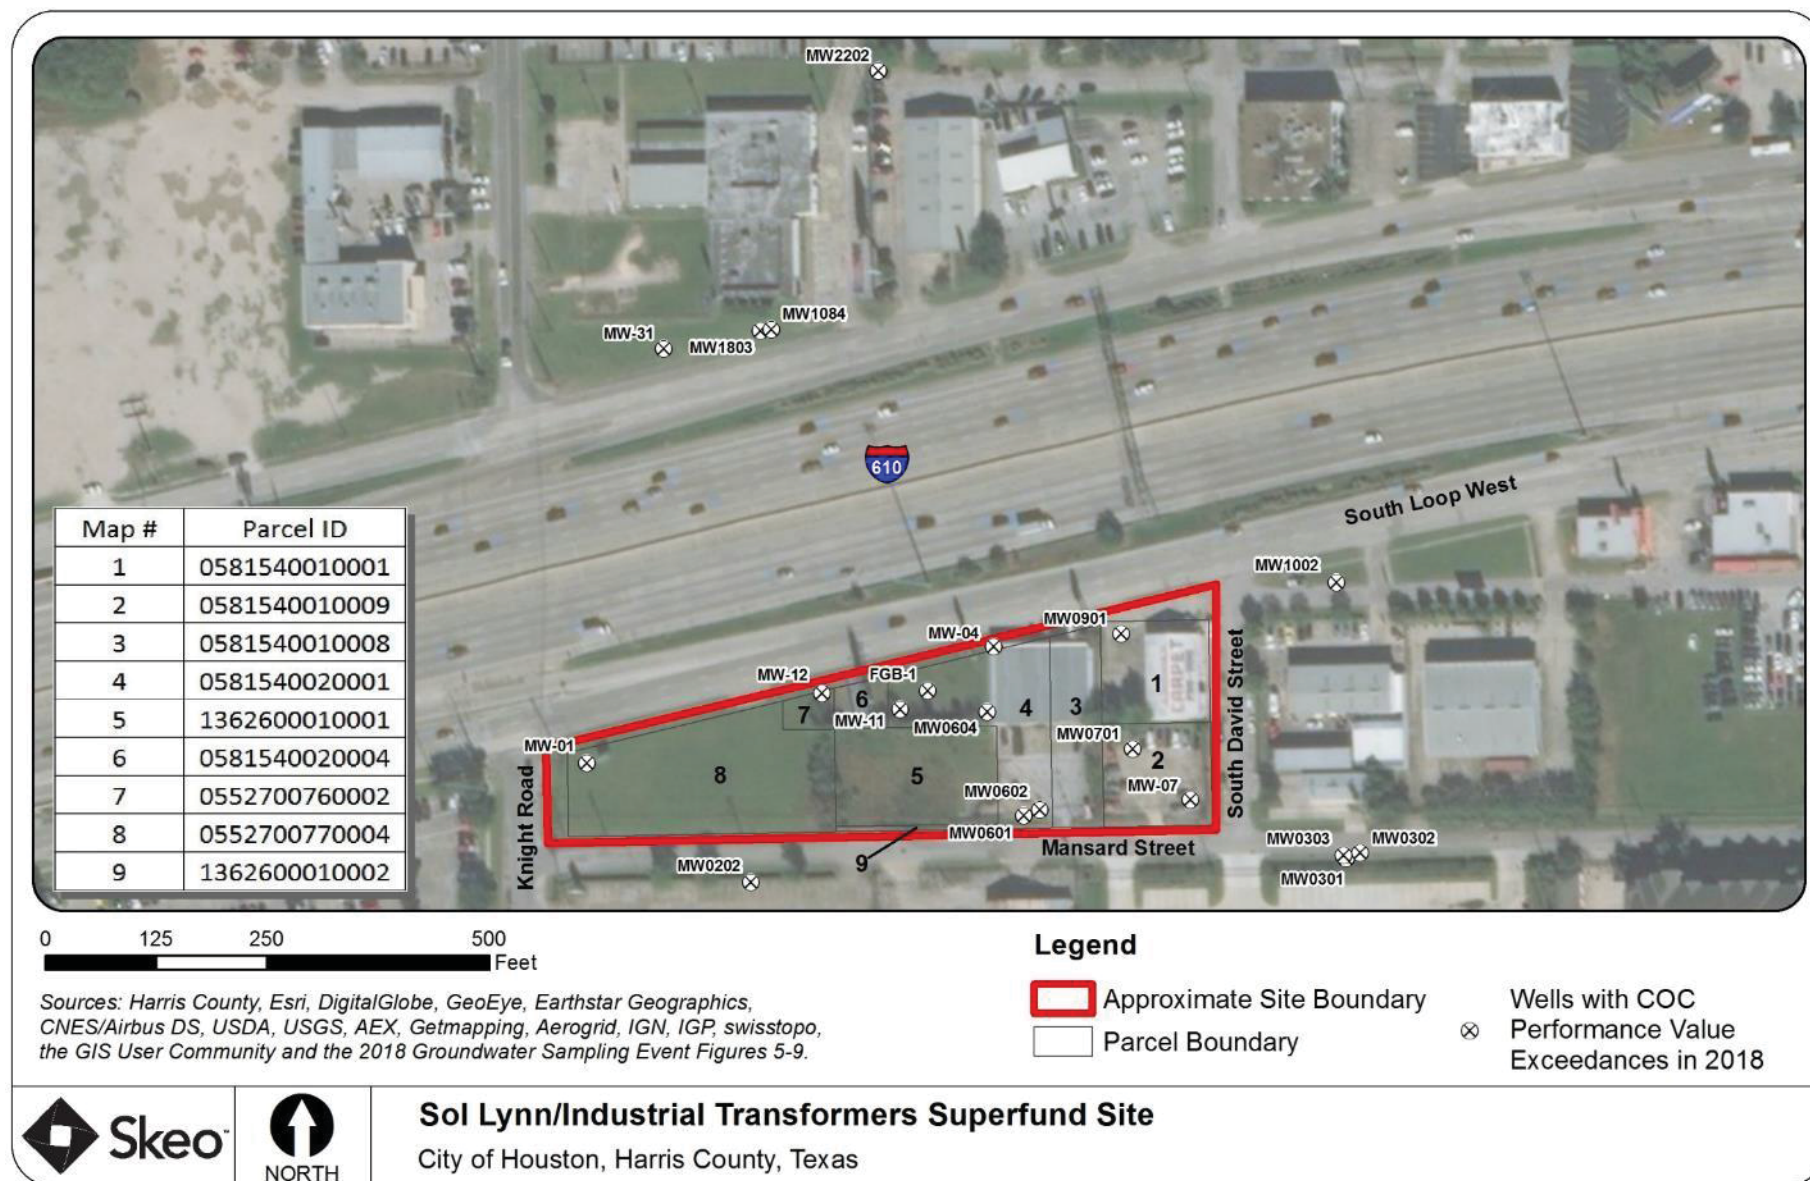 MW2202
MW1084
MW-31
MW1803
610
South Loop West
MW1002
MW0901
MW-04
MW-12
FGB-1
6
1
7
MW-11
MW0604
4
3
MW0701
MW-01
2
8
5
MW-07
MW0602
MW0601
Mansard Street
South David Street
Knight Road
9
MW0202
MW0303
MW0302
MW0301
Map # Parcel ID
1 0581540010001
2 0581540010009
3 0581540010008
4 0581540020001
5 1362600010001
6 0581540020004
7 0552700760002
8 0552700770004
9 1362600010002
0 125 250 500
Feet
Sources: Harris County, Esri, DigitalGlobe, GeoEye, Earthstar Geographics,
CNES/Airbus DS, USDA, USGS, AEX, Getmapping, Aerogrid, IGN, IGP, swisstopo,
the GIS User Community and the 2018 Groundwater Sampling Event Figures 5-9.
Legend
Approximate Site Boundary
Parcel Boundary
Wells with COC
Performance Value
Exceedances in 2018
Skeo
NORTH
Sol Lynn/Industrial Transformers Superfund Site
City of Houston, Harris County, Texas